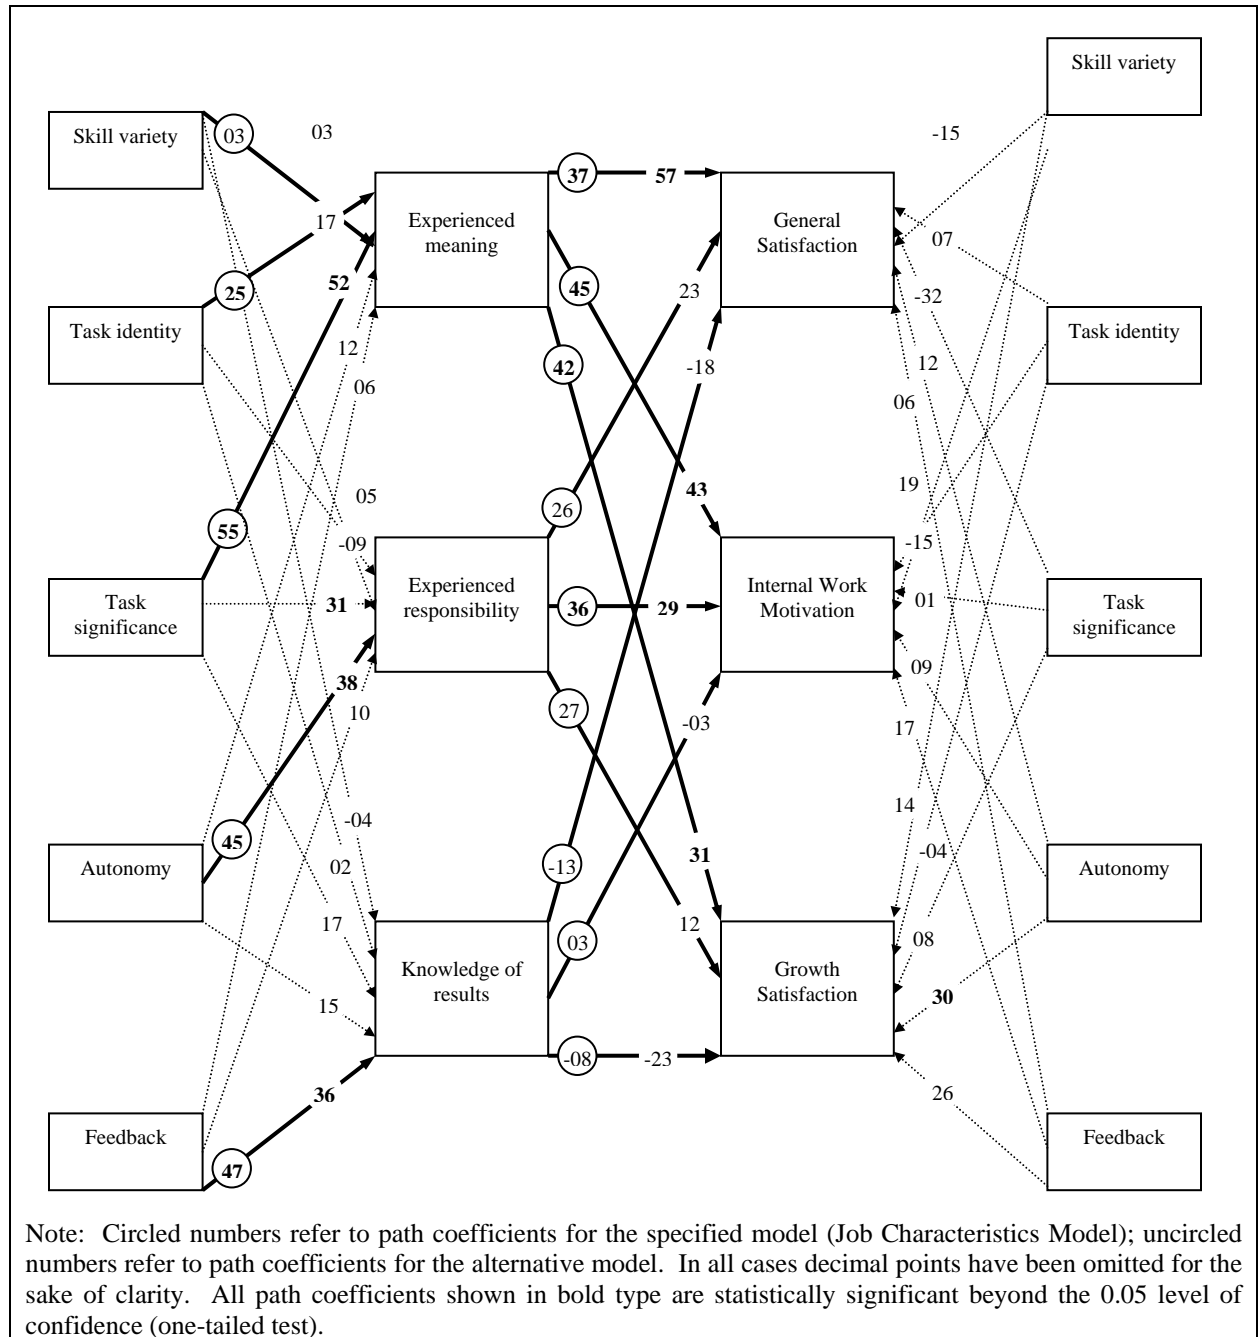 Skill variety
Skill variety
03
03
-15
37
57
Experienced
meaning
General
Satisfaction
17
07
25
52
45
23
-32
Task identity
Task identity
12
42
-18
12
06
06
05
43
19
26
55
-09
-15
Experienced
responsibility
Internal Work
Motivation
Task
significance
31
36
29
01
Task
significance
38
09
10
27
-03
17
-04
14
45
02
-13
31
-04
Autonomy
Autonomy
17
03
12
08
Knowledge of
results
Growth
Satisfaction
15
30
-08
-23
36
26
Feedback
Feedback
47
Note: Circled numbers refer to path coefficients for the specified model (Job Characteristics Model); uncircled
numbers refer to path coefficients for the alternative model. In all cases decimal points have been omitted for the
sake of clarity. All path coefficients shown in bold type are statistically significant beyond the 0.05 level of
confidence (one-tailed test).